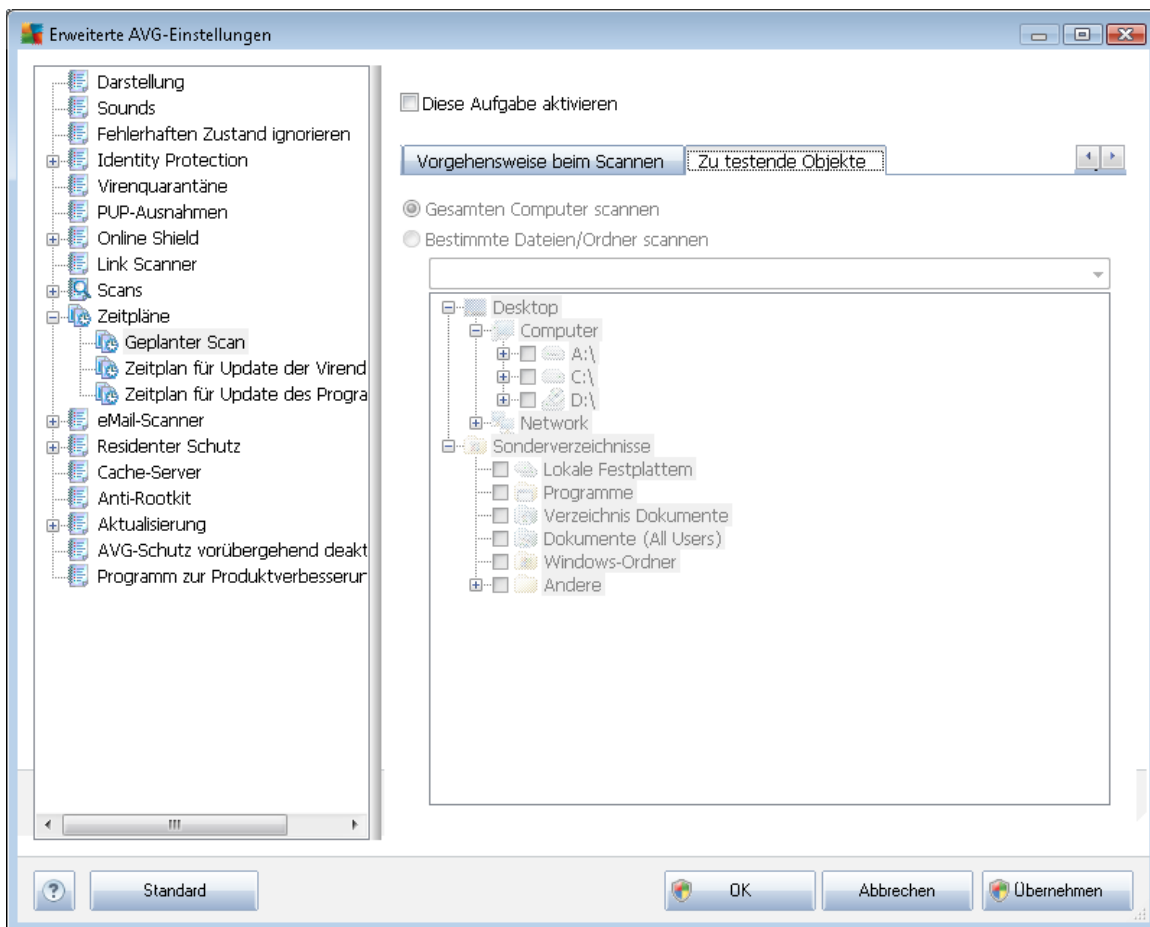 Erweiterte AVG-Einstellungen
Darstellung
Sounds
Fehlerhaften Zustand ignorieren
Identity Protection
Virenquarantäne
PUP-Ausnahmen
Online Shield
Link Scanner
Scans
Zeitpläne
Geplanter Scan
Zeitplan für Update der Virend
Zeitplan für Update des Progra
eMail-Scanner
Residenter Schutz
Cache-Server
Anti-Rootkit
Aktualisierung
AVG-Schutz vorübergehend deakt
Programm zur Produktverbesserur
Diese Aufgabe aktivieren
Vorgehensweise beim Scannen
Zu testende Objekte
Gesamten Computer scannen
Bestimmte Dateien/Ordner scannen
Desktop
Computer
A:\
C:\
D:\
Network
Sonderverzeichnisse
Lokale Festplattem
Programme
Verzeichnis Dokumente
Dokumente (All Users)
Windows-Ordner
Andere
? Standard OK Abbrechen Übernehmen